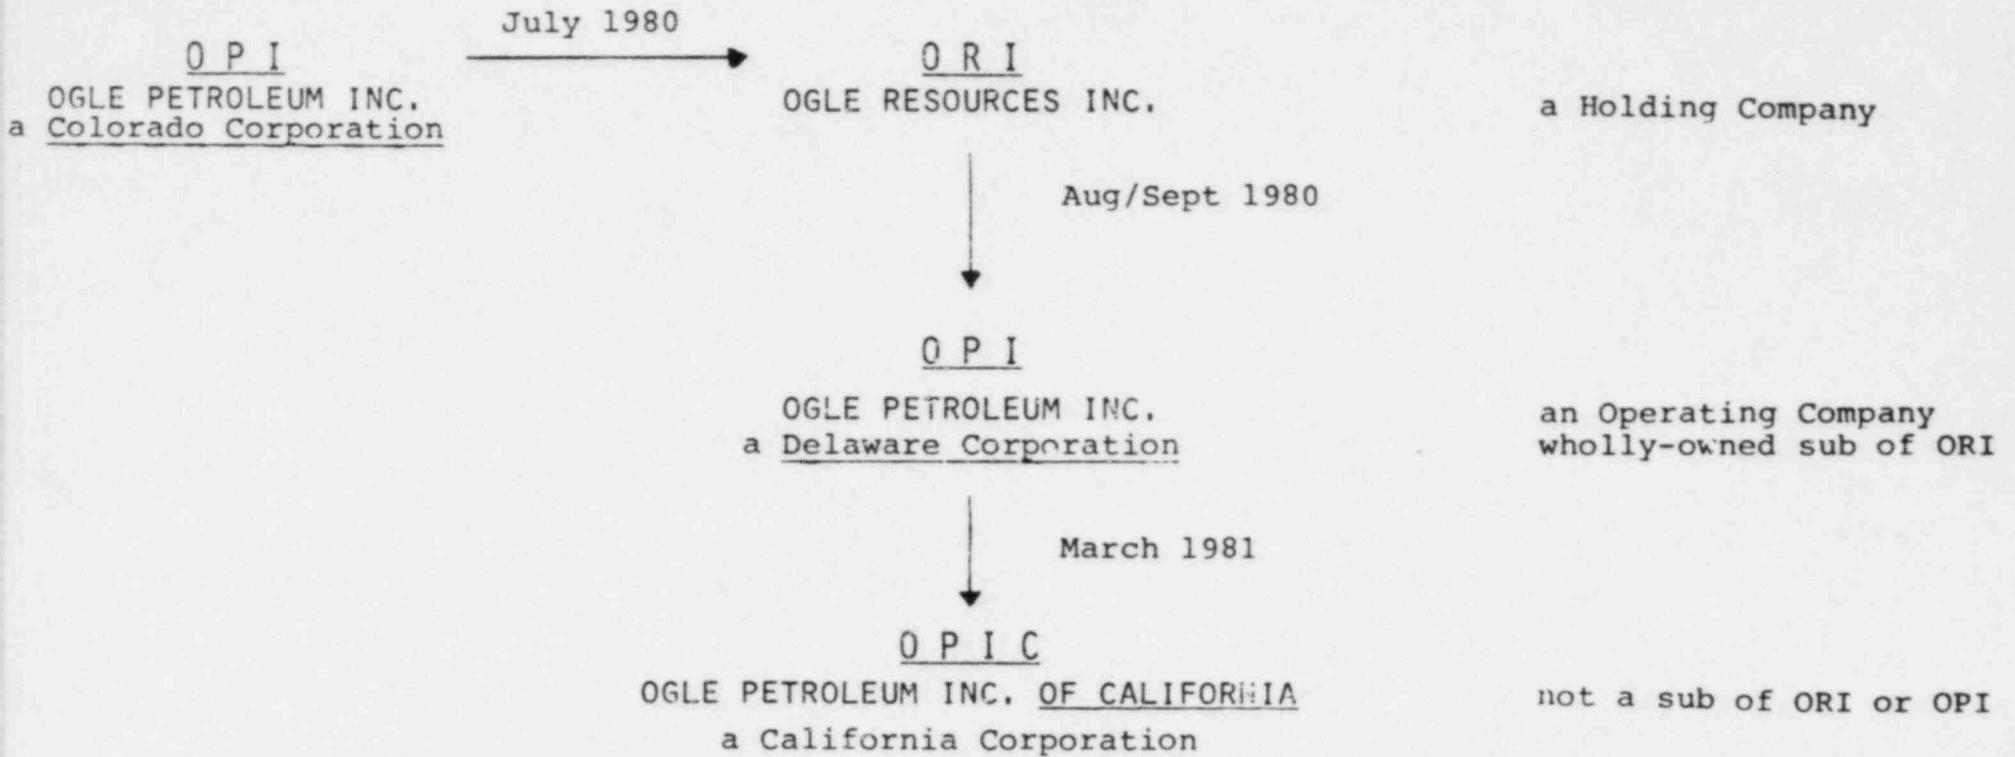 July 1980
O P I
O R I
OGLE PETROLEUM INC.
OGLE RESOURCES INC.
a Holding Company
a Colorado Corporation
Aug/Sept 1980
O P I
OGLE PETROLEUM INC.
an Operating Company
a Delaware Corporation
wholly-owned sub of ORI
March 1981
O P I C
OGLE PETROLEUM INC. OF CALIFORNIA
not a sub of ORI or OPI
a California Corporation